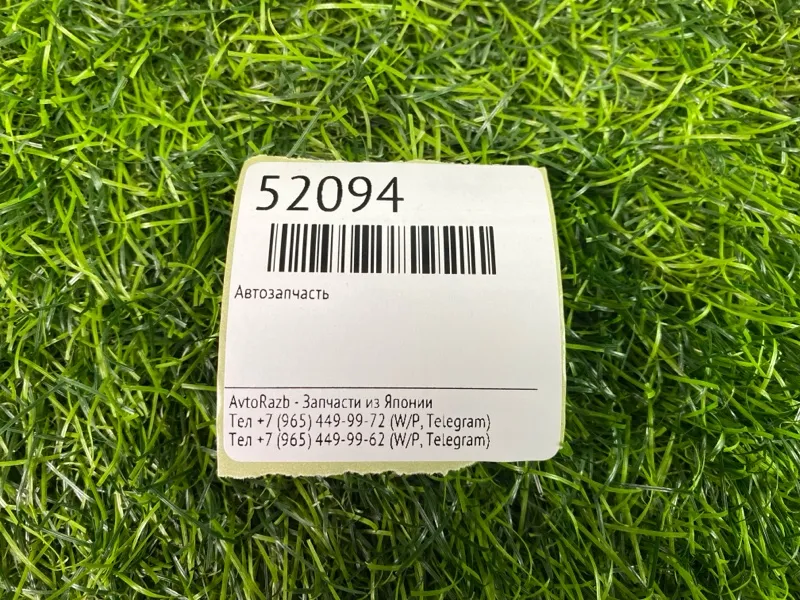 52094
Автозапчасть
AvtoRazb - Запчасти из Японии
Тел +7 (965) 449-99-72 (W/P, Telegram)
Тел +7 (965) 449-99-62 (W/P, Telegram)